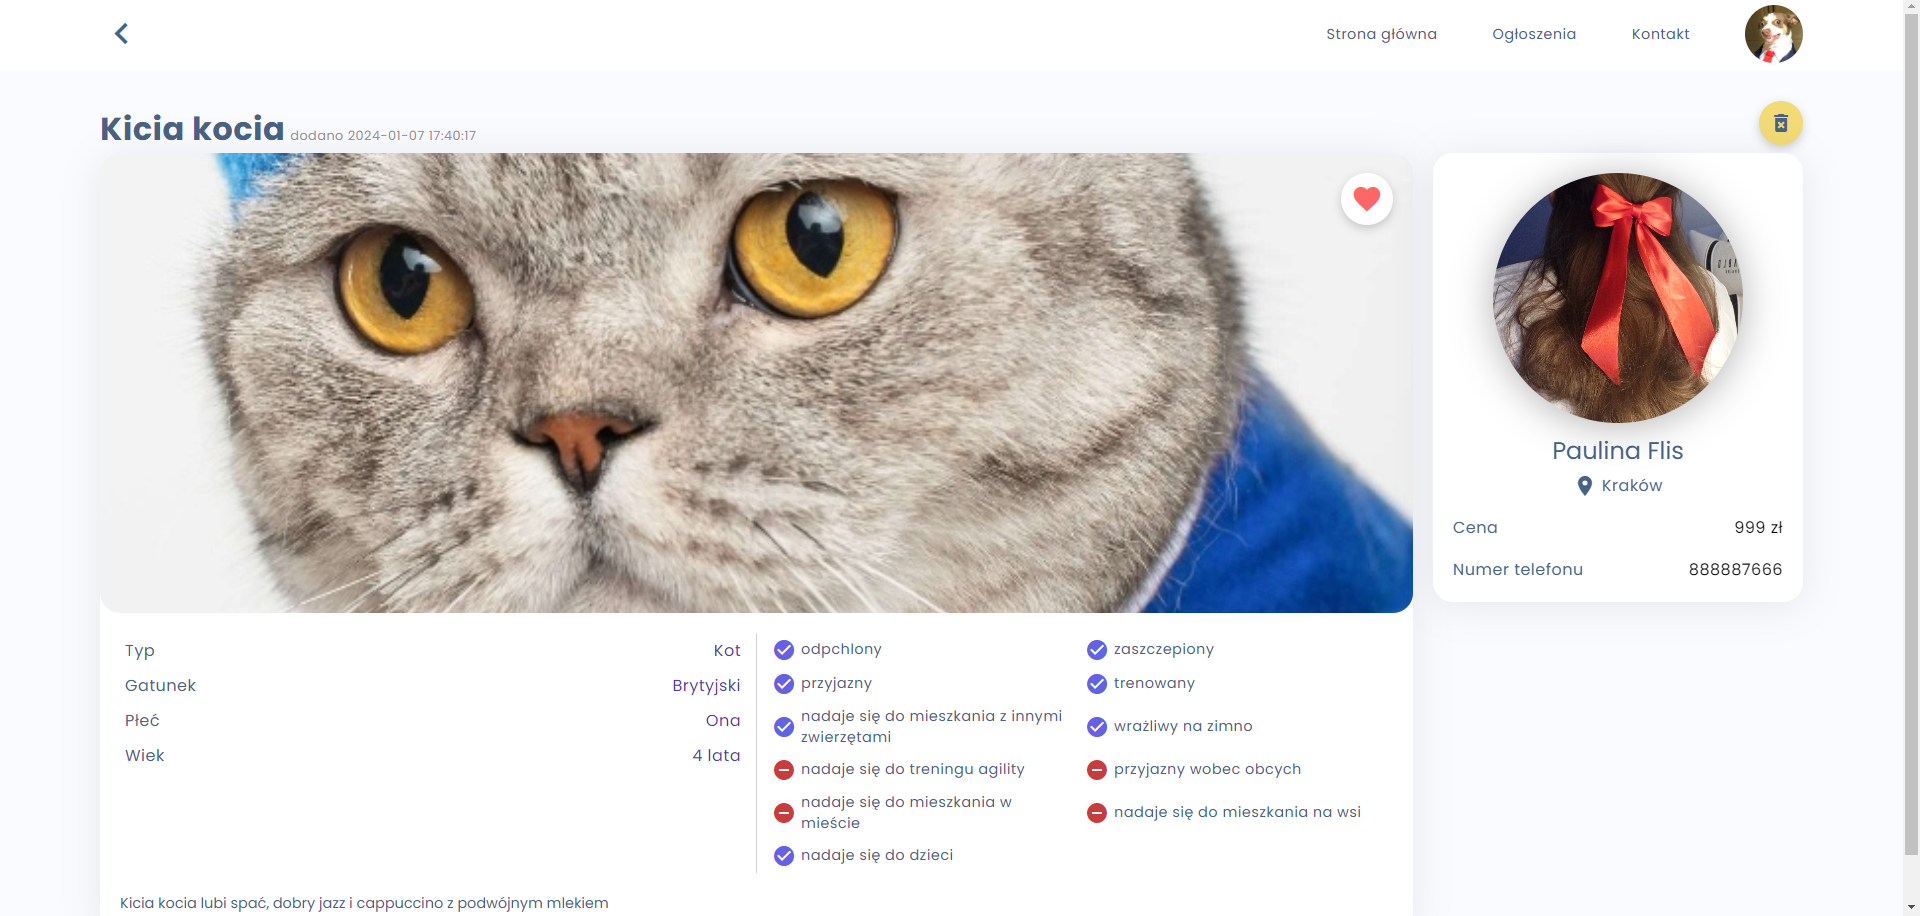 Strona główna
Ogłoszenia
Kontakt
Kicia kocia dodano 2024-01-07 17:40:17
Paulina Flis
Kraków
Cena 999 zł
Numer telefonu 888887666
Typ Kot
Gatunek Brytyjski
Płeć Ona
Wiek 4 lata
odpchlony
zaszczepiony
przyjazny
trenowany
nadaje się do mieszkania z innymi
zwierzętami
wrażliwy na zimno
nadaje się do treningu agility
przyjazny wobec obcych
nadaje się do mieszkania w
mieście
nadaje się do mieszkania na wsi
nadaje się do dzieci
Kicia kocia lubi spać, dobry jazz i cappuccino z podwójnym mlekiem